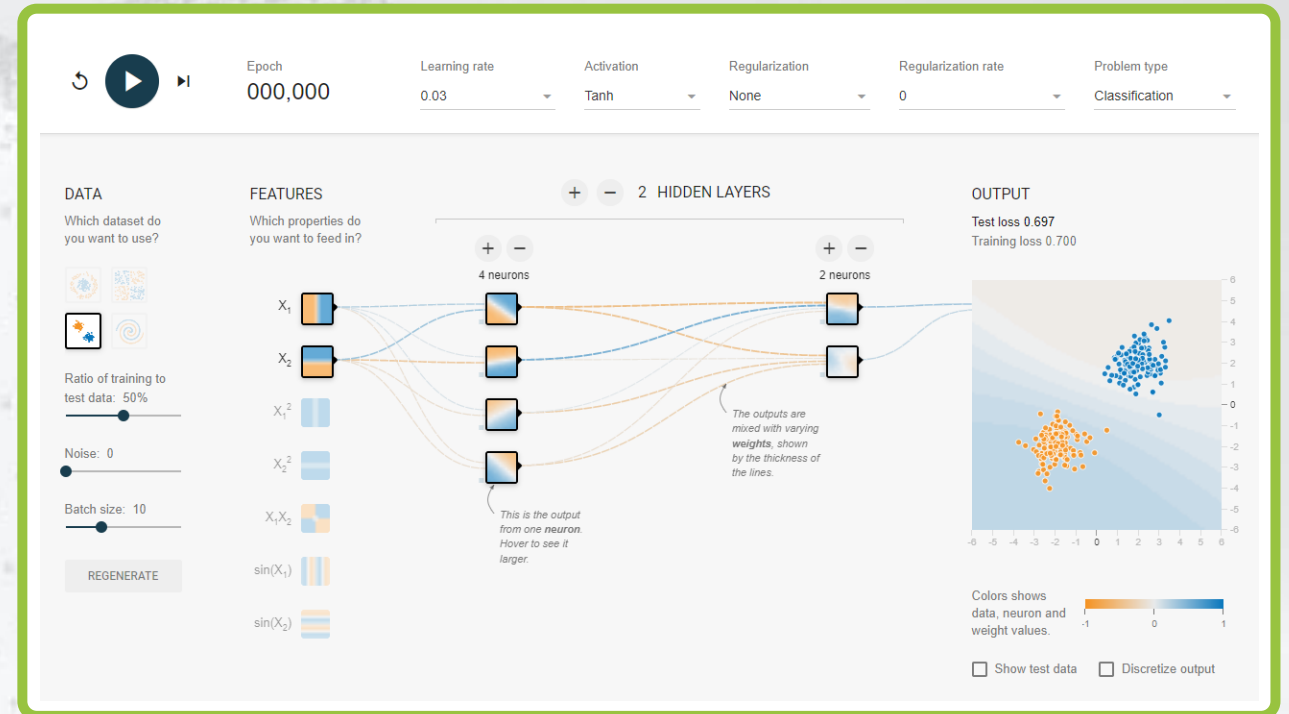 Epoch
000,000
Learning rate
0.03
Activation
Tanh
Regularization
None
Regularization rate
0
Problem type
Classification
DATA
Which dataset do
you want to use?
Ratio of training to
test data: 50%
Noise: 0
Batch size: 10
REGENERATE
FEATURES
Which properties do
you want to feed in?
X₁
X₂
X₁²
X₂²
X₁X₂
sin(X₁)
sin(X₂)
+ − 2 HIDDEN LAYERS
+ −
4 neurons
+ −
2 neurons
This is the output
from one neuron.
Hover to see it
larger.
The outputs are
mixed with varying
weights, shown
by the thickness of
the lines.
OUTPUT
Test loss 0.697
Training loss 0.700
6
5
4
3
2
1
0
-1
-2
-3
-4
-5
-6
-6 -5 -4 -3 -2 -1 0 1 2 3 4 5 6
Colors shows
data, neuron and
weight values.
-1 0 1
Show test data
Discretize output